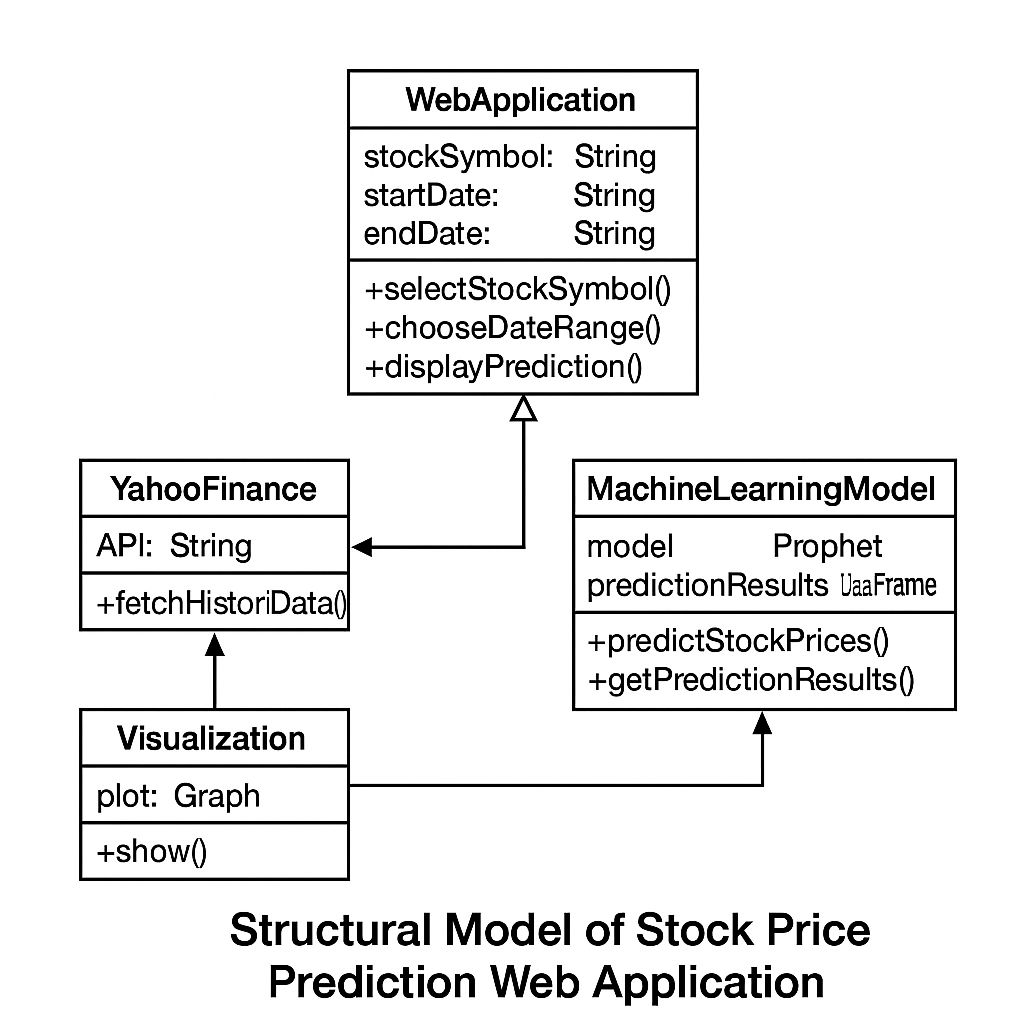 WebApplication
stockSymbol: String
startDate: String
endDate: String
+selectStockSymbol()
+chooseDateRange()
+displayPrediction()
YahooFinance
API: String
+fetchHistoriData()
MachineLearningModel
model Prophet
predictionResults UaaFrame
+predictStockPrices()
+getPredictionResults()
Visualization
plot: Graph
+show()
Structural Model of Stock Price
Prediction Web Application